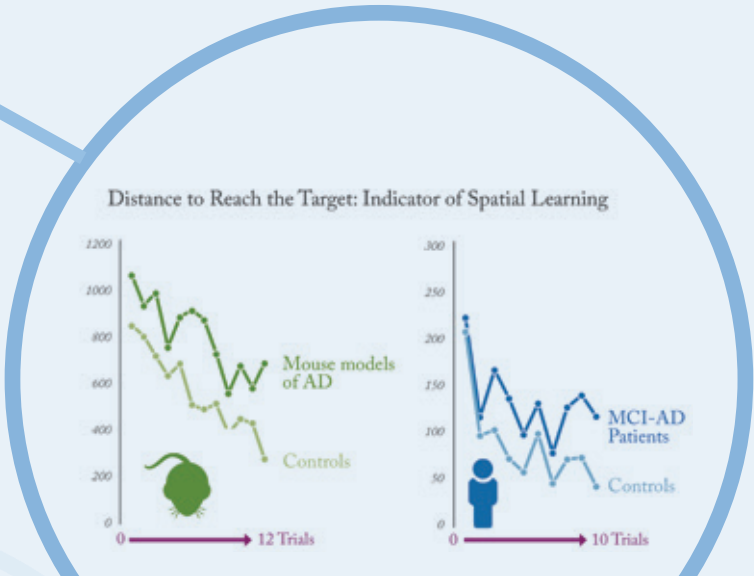 Distance to Reach the Target: Indicator of Spatial Learning
1200
1000
800
600
400
200
0
Mouse models
of AD
Controls
0
12 Trials
300
250
200
150
100
50
0
MCI-AD
Patients
Controls
0
10 Trials